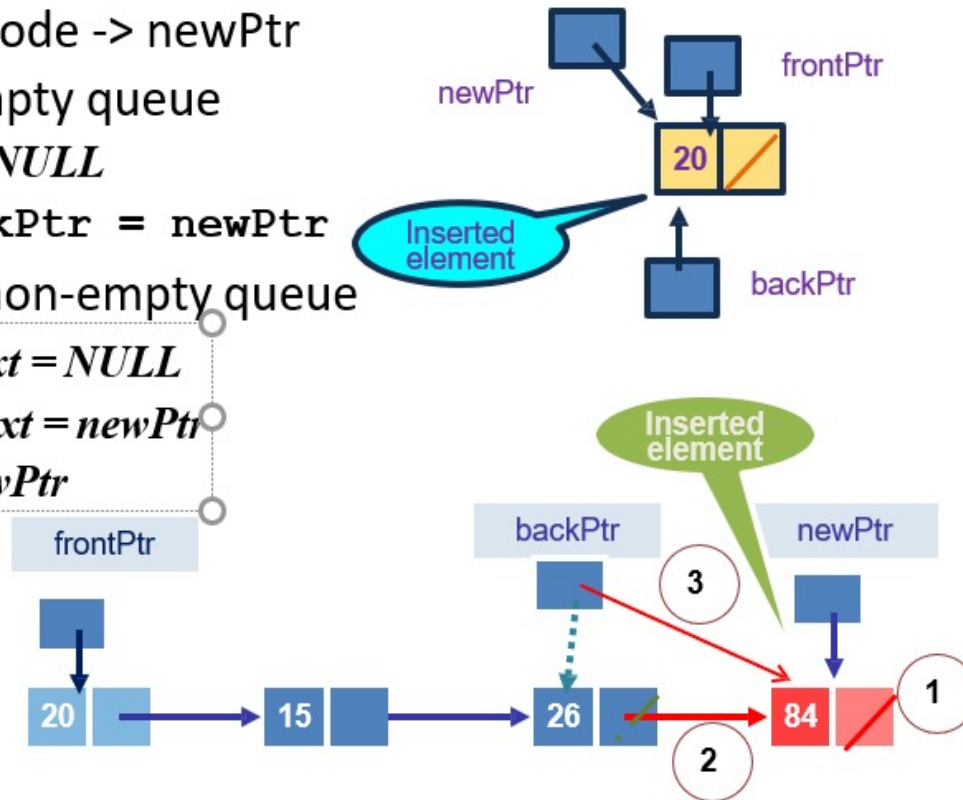 ode -> newPtr
npty queue
NULL
kPtr = newPtr
non-empty queue
xt = NULL
xt = newPtr
wPtr
newPtr
frontPtr
20
Inserted
element
backPtr
Inserted
element
frontPtr
backPtr
newPtr
3
20
15
26
84
1
2